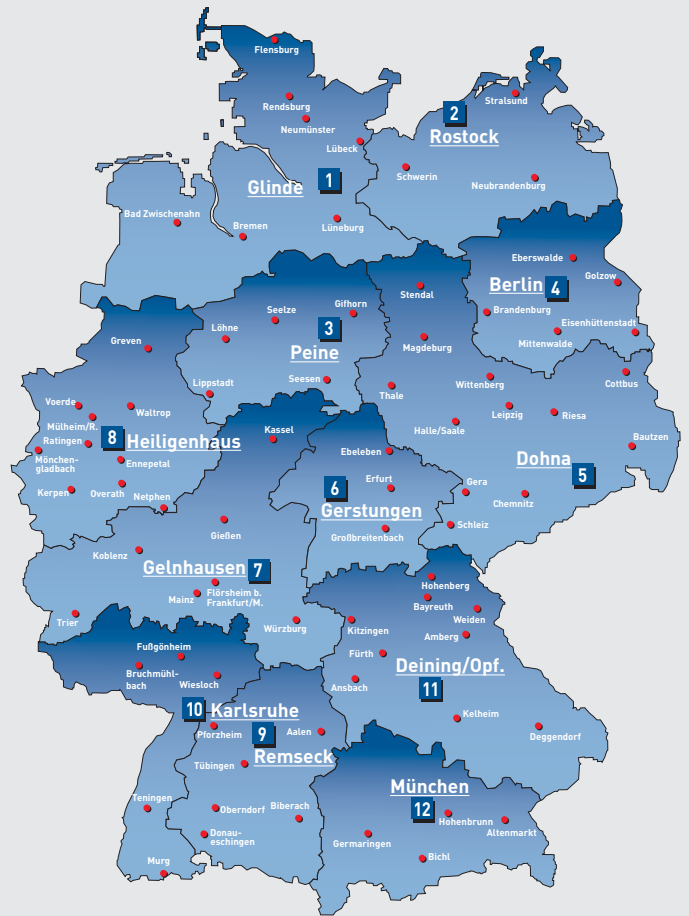 Flensburg
Rendsburg
Neumünster
Lübeck
1
Glinde
Bad Zwischenahn
Bremen
Lüneburg
2
Rostock
Stralsund
Schwerin
Neubrandenburg
Eberswalde
Golzow
Berlin 4
Brandenburg
Eisenhüttenstadt
Mittenwalde
Seelze
Gifhorn
Löhne
3
Peine
Lippstadt
Seesen
Stendal
Magdeburg
Thale
Wittenberg
Leipzig
Riesa
Cottbus
Halle/Saale
Bautzen
Dohna
5
Gera
Chemnitz
Schleiz
Greven
Voerde
Waltrop
Mülheim/R.
Ratingen
8 Heiligenhaus
Mönchen-
gladbach
Ennepetal
Kerpen
Overath
Netphen
Kassel
Ebeleben
Erfurt
6
Gerstungen
Großbreitenbach
Gießen
Koblenz
Gelnhausen 7
Mainz
Flörsheim b.
Frankfurt/M.
Trier
Würzburg
Hohenberg
Bayreuth
Weiden
Kitzingen
Amberg
Fürth
Deining/Opf.
11
Ansbach
Kelheim
Deggendorf
Fußgönheim
Bruchmühl-
bach
Wiesloch
10 Karlsruhe
Pforzheim
9
Aalen
Remseck
Tübingen
Teningen
Oberndorf
Biberach
Donau-
eschingen
Murg
München
12
Hohenbrunn
Altenmarkt
Germaringen
Bichl